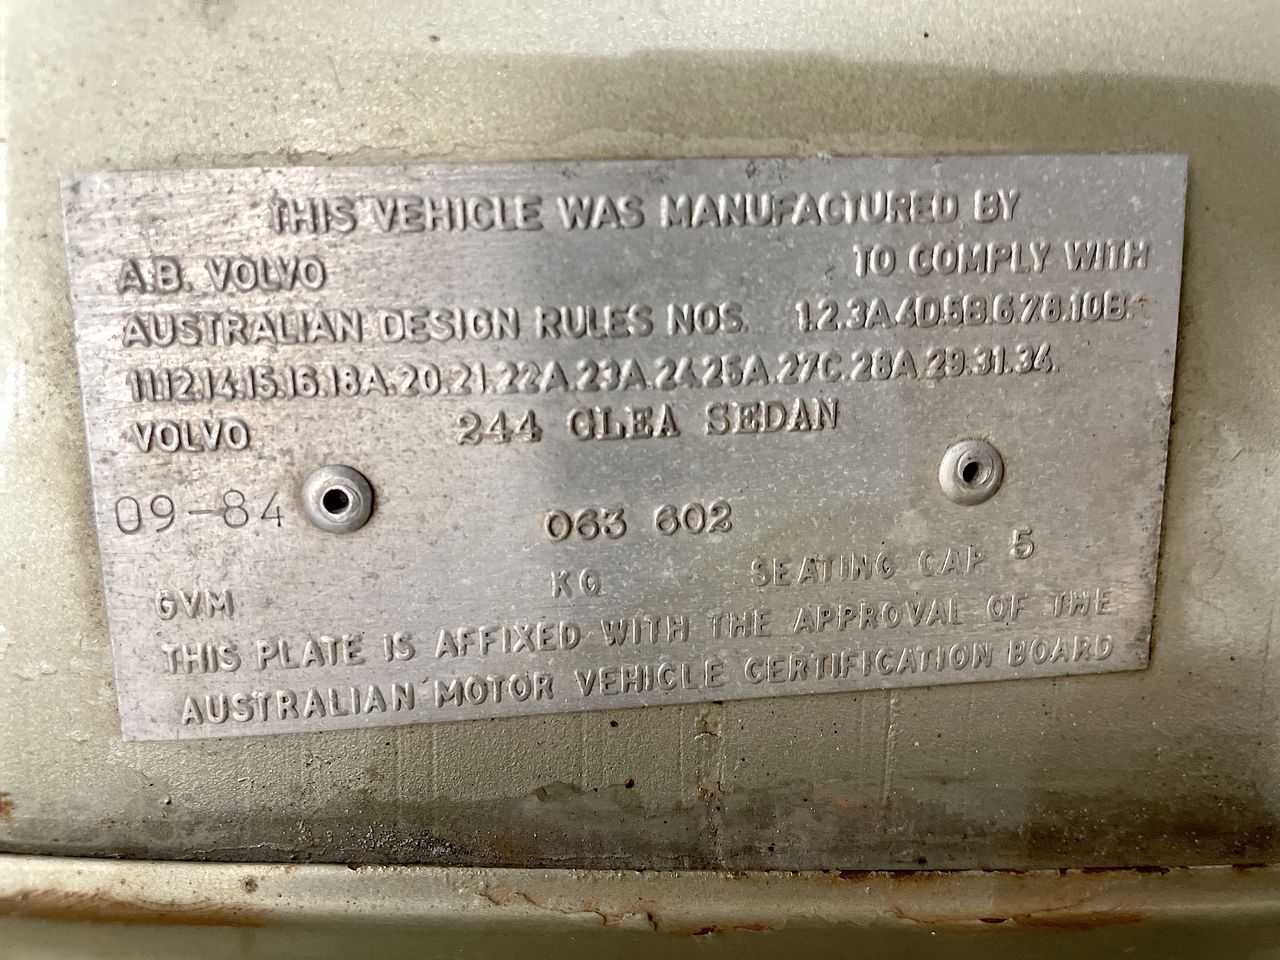 THIS VEHICLE WAS MANUFACTURED BY
A.B. VOLVO TO COMPLY WITH
AUSTRALIAN DESIGN RULES NOS. 1.2.3A.4D.5B.6.7.8.10B.
11.12.14.15.16.18A.20.21.22A.23A.24.25A.27C.28A.29.31.34.
VOLVO 244 GLEA SEDAN
09-84 063 602
GVM KG SEATING CAP 5
THIS PLATE IS AFFIXED WITH THE APPROVAL OF THE
AUSTRALIAN MOTOR VEHICLE CERTIFICATION BOARD